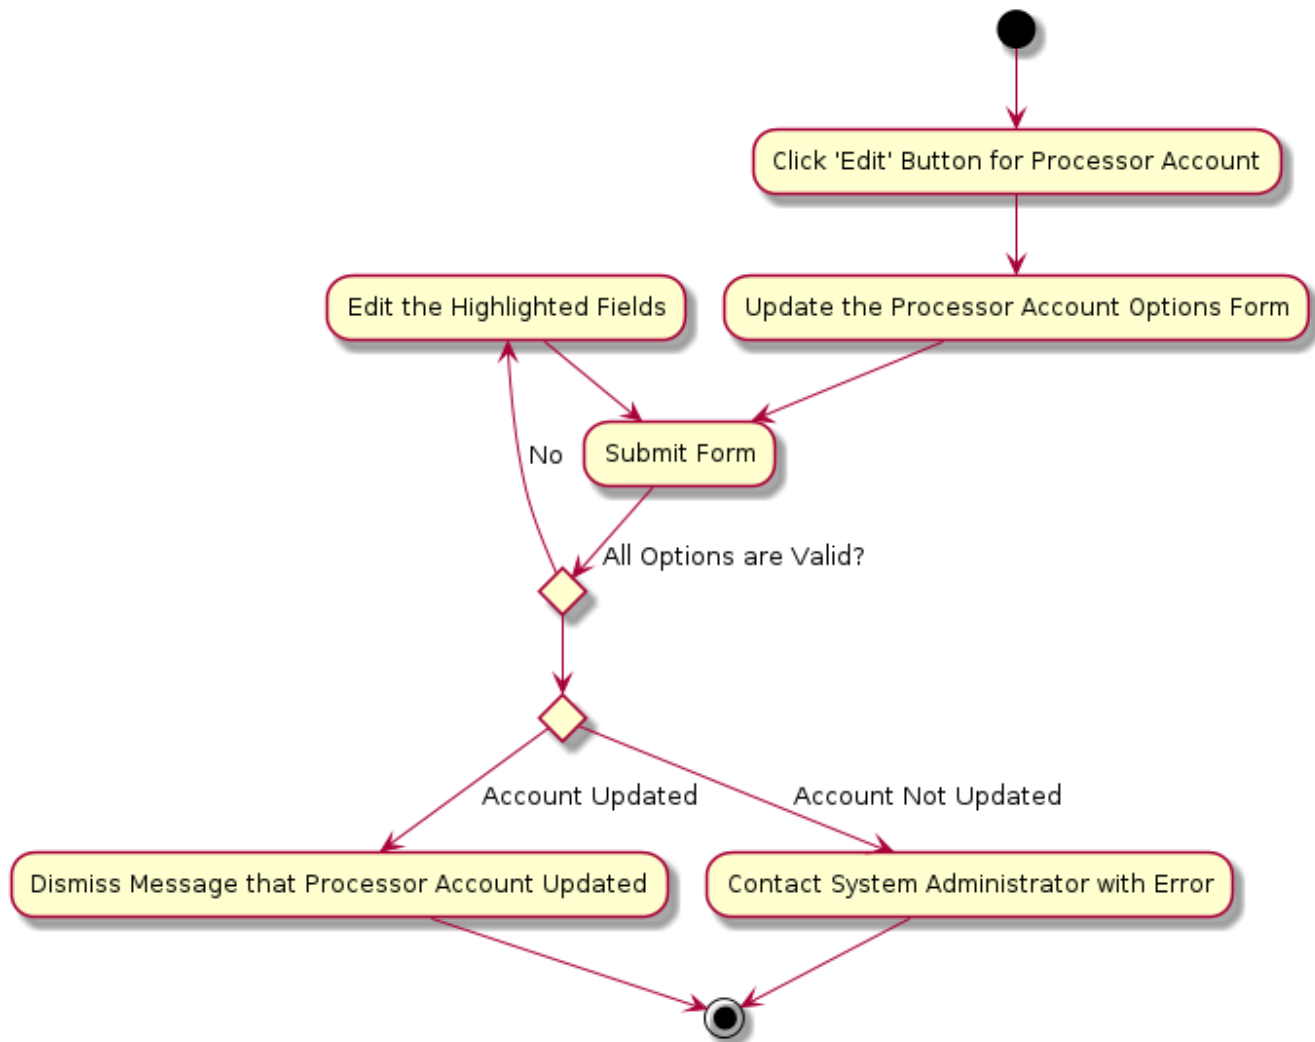 Click 'Edit' Button for Processor Account
Edit the Highlighted Fields
Update the Processor Account Options Form
No
Submit Form
All Options are Valid?
Account Updated
Account Not Updated
Dismiss Message that Processor Account Updated
Contact System Administrator with Error